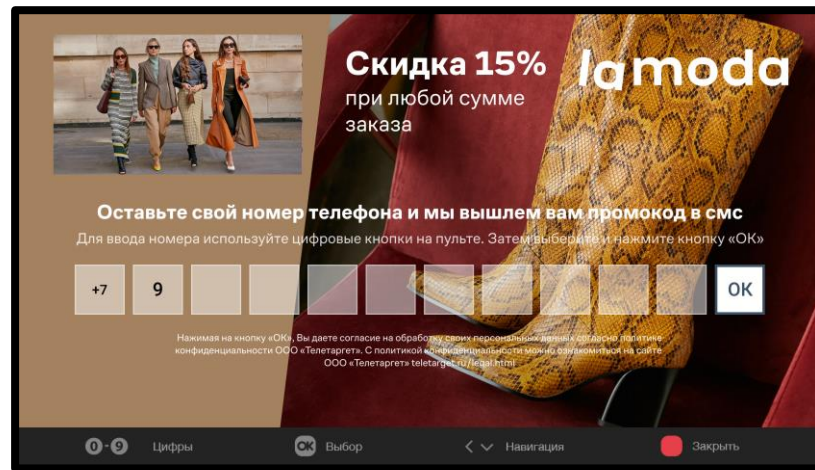 Скидка 15%
при любой сумме
заказа
lamoda
Оставьте свой номер телефона и мы вышлем вам промокод в смс
Для ввода номера используйте цифровые кнопки на пульте. Затем выберите и нажмите кнопку «ОК»
+7 9 ОК
Нажимая на кнопку «ОК», Вы даете согласие на обработку своих персональных данных согласно политике
конфиденциальности ООО «Телетаргет». С политикой конфиденциальности можно ознакомиться на сайте
ООО «Телетаргет» teletarget.ru/legal.html
0-9 Цифры OK Выбор Навигация Закрыть